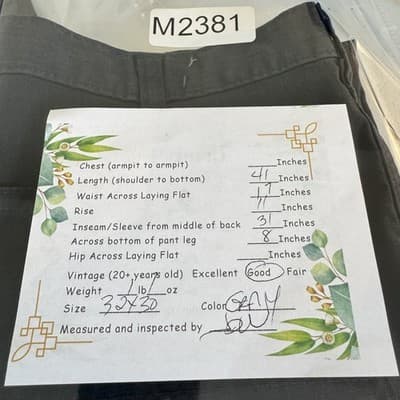 M2381
Chest (armpit to armpit) Inches
Length (shoulder to bottom) 41 Inches
Waist Across Laying Flat 17 Inches
Rise 11 Inches
Inseam/Sleeve from middle of back 31 Inches
Across bottom of pant leg 8 Inches
Hip Across Laying Flat Inches
Vintage (20+ years old) Excellent Good Fair
Weight 1 lb 1 oz
Size 32x30 Color
Measured and inspected by